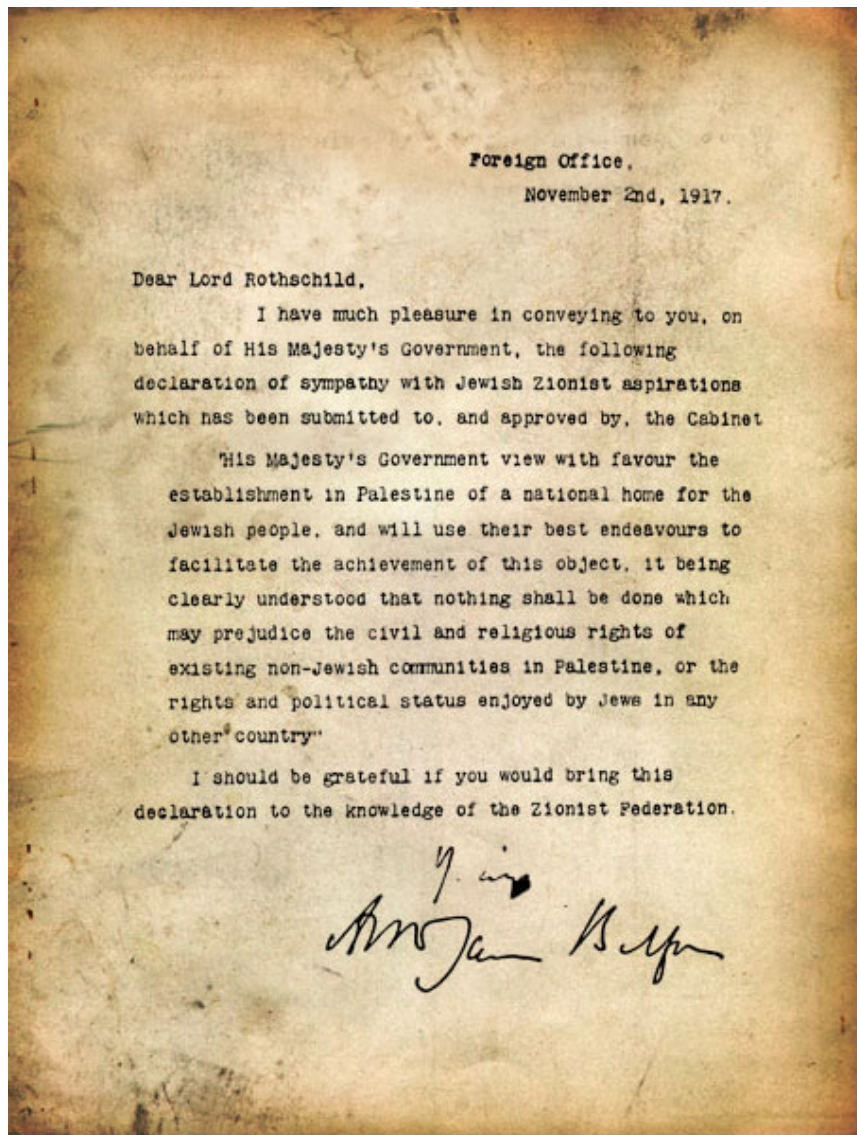 Foreign Office,
November 2nd, 1917.
Dear Lord Rothschild,
I have much pleasure in conveying to you, on
behalf of His Majesty's Government, the following
declaration of sympathy with Jewish Zionist aspirations
which has been submitted to, and approved by, the Cabinet
"His Majesty's Government view with favour the
establishment in Palestine of a national home for the
Jewish people, and will use their best endeavours to
facilitate the achievement of this object, it being
clearly understood that nothing shall be done which
may prejudice the civil and religious rights of
existing non-Jewish communities in Palestine, or the
rights and political status enjoyed by Jews in any
other country"
I should be grateful if you would bring this
declaration to the knowledge of the Zionist Federation.